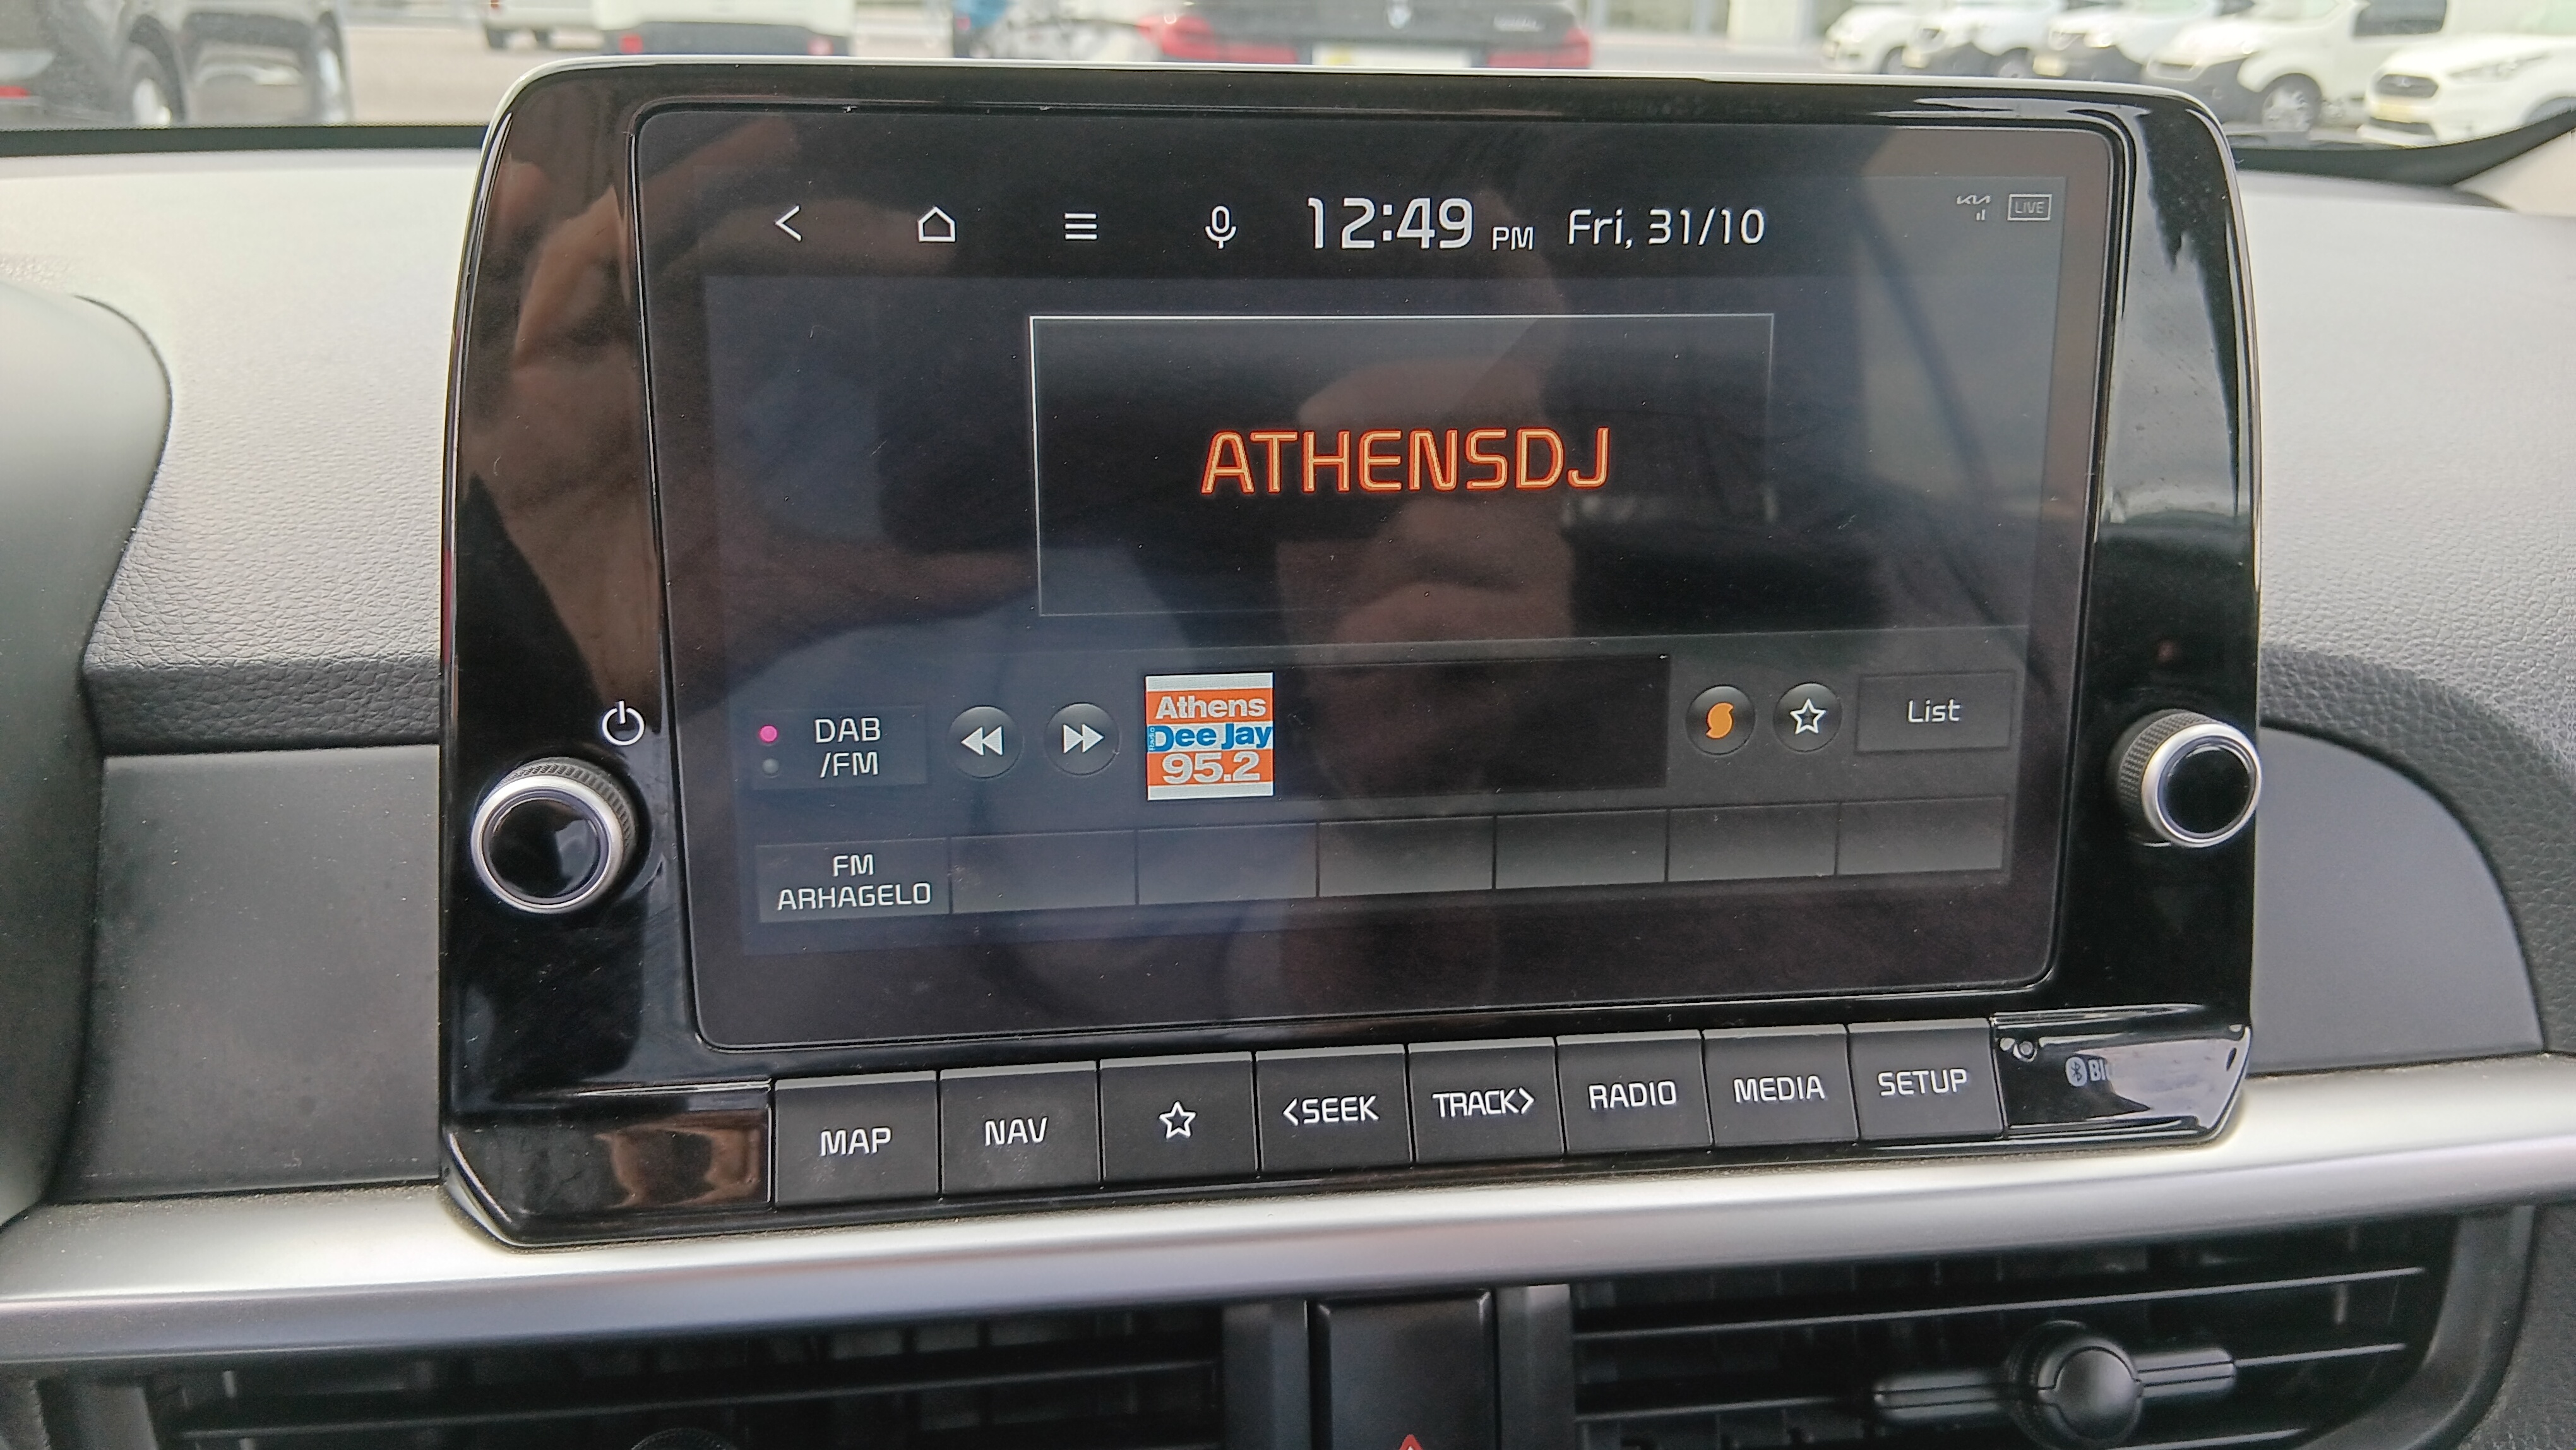 12:49 PM Fri, 31/10
LIVE
ATHENSDJ
DAB
/FM
Athens
Radio
Dee Jay
95.2
List
FM
ARHAGELO
MAP
NAV
<SEEK
TRACK>
RADIO
MEDIA
SETUP